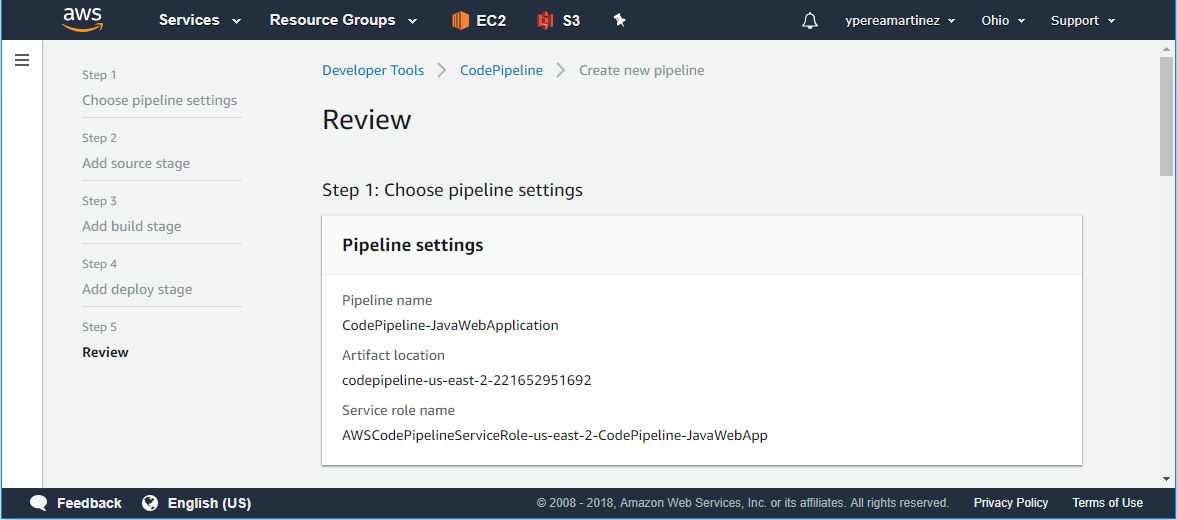 aws Services Resource Groups EC2 S3 ypereamartinez Ohio Support
Step 1
Choose pipeline settings
Step 2
Add source stage
Step 3
Add build stage
Step 4
Add deploy stage
Step 5
Review
Developer Tools CodePipeline Create new pipeline
Review
Step 1: Choose pipeline settings
Pipeline settings
Pipeline name
CodePipeline-JavaWebApplication
Artifact location
codepipeline-us-east-2-221652951692
Service role name
AWSCodePipelineServiceRole-us-east-2-CodePipeline-JavaWebApp
Feedback English (US) © 2008 - 2018, Amazon Web Services, Inc. or its affiliates. All rights reserved. Privacy Policy Terms of Use